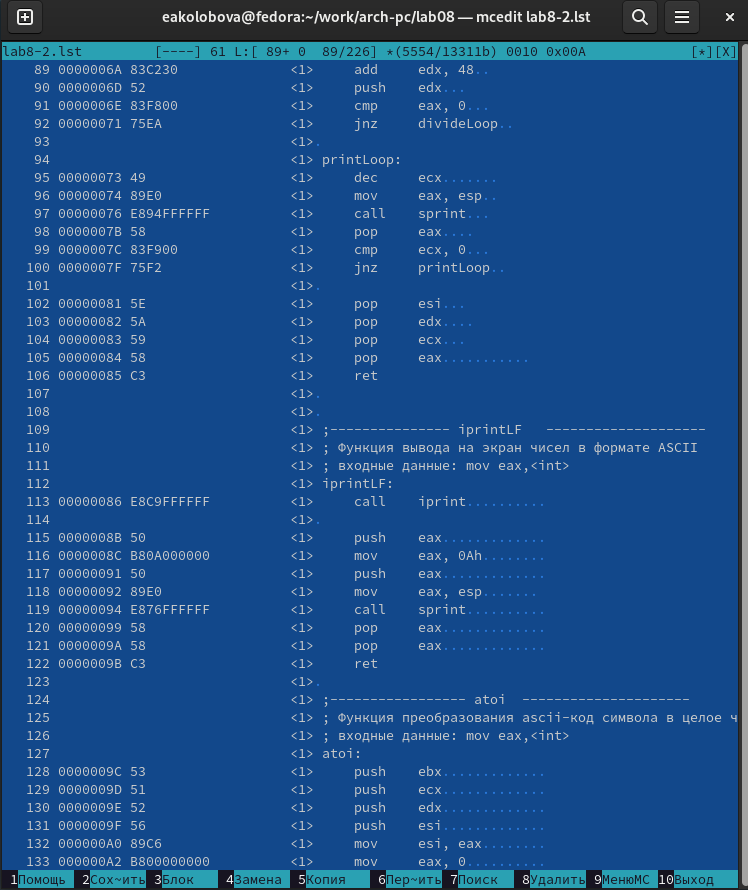 eakolobova@fedora:~/work/arch-pc/lab08 — mcedit lab8-2.lst
lab8-2.lst [----] 61 L:[ 89+ 0 89/226] *(5554/13311b) 0010 0x00A [*][X]
89 0000006A 83C230 <1> add edx, 48..
90 0000006D 52 <1> push edx...
91 0000006E 83F800 <1> cmp eax, 0...
92 00000071 75EA <1> jnz divideLoop..
93 <1>.
94 <1> printLoop:
95 00000073 49 <1> dec ecx.......
96 00000074 89E0 <1> mov eax, esp..
97 00000076 E894FFFFFF <1> call sprint...
98 0000007B 58 <1> pop eax....
99 0000007C 83F900 <1> cmp ecx, 0...
100 0000007F 75F2 <1> jnz printLoop..
101 <1>.
102 00000081 5E <1> pop esi...
103 00000082 5A <1> pop edx....
104 00000083 59 <1> pop ecx...
105 00000084 58 <1> pop eax...........
106 00000085 C3 <1> ret
107 <1>.
108 <1>.
109 <1> ;--------------- iprintLF --------------------
110 <1> ; Функция вывода на экран чисел в формате ASCII
111 <1> ; входные данные: mov eax,<int>
112 <1> iprintLF:
113 00000086 E8C9FFFFFF <1> call iprint..........
114 <1>.
115 0000008B 50 <1> push eax.............
116 0000008C B80A000000 <1> mov eax, 0Ah........
117 00000091 50 <1> push eax.............
118 00000092 89E0 <1> mov eax, esp.......
119 00000094 E876FFFFFF <1> call sprint..........
120 00000099 58 <1> pop eax.............
121 0000009A 58 <1> pop eax.............
122 0000009B C3 <1> ret
123 <1>.
124 <1> ;----------------- atoi ---------------------
125 <1> ; Функция преобразования ascii-код символа в целое ч
126 <1> ; входные данные: mov eax,<int>
127 <1> atoi:
128 0000009C 53 <1> push ebx.............
129 0000009D 51 <1> push ecx.............
130 0000009E 52 <1> push edx.............
131 0000009F 56 <1> push esi.............
132 000000A0 89C6 <1> mov esi, eax........
133 000000A2 B800000000 <1> mov eax, 0..........
1Помощь 2Сох~ить 3Блок 4Замена 5Копия 6Пер~ить 7Поиск 8Удалить 9МенюMC 10Выход